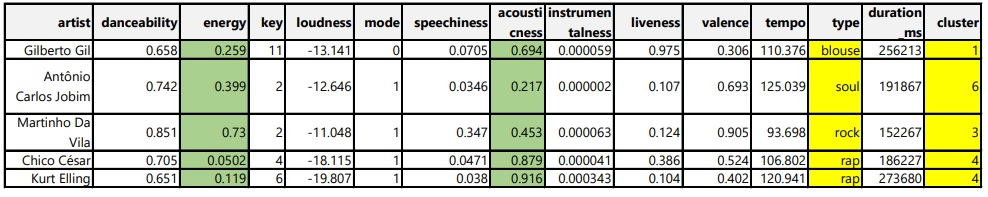 artist danceability energy key loudness mode speechiness acousti cness instrumen talness liveness valence tempo type duration _ms cluster
Gilberto Gil 0.658 0.259 11 -13.141 0 0.0705 0.694 0.000059 0.975 0.306 110.376 blouse 256213 1
Antônio Carlos Jobim 0.742 0.399 2 -12.646 1 0.0346 0.217 0.000002 0.107 0.693 125.039 soul 191867 6
Martinho Da Vila 0.851 0.73 2 -11.048 1 0.347 0.453 0.000063 0.124 0.905 93.698 rock 152267 3
Chico César 0.705 0.0502 4 -18.115 1 0.0471 0.879 0.000041 0.386 0.524 106.802 rap 186227 4
Kurt Elling 0.651 0.119 6 -19.807 1 0.038 0.916 0.000343 0.104 0.402 120.941 rap 273680 4